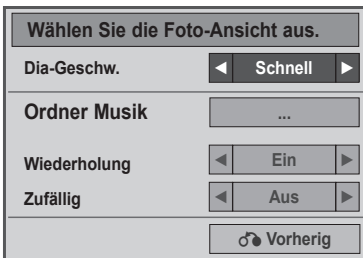 Wählen Sie die Foto-Ansicht aus.
Dia-Geschw. ◀ Schnell ▶
Ordner Musik ...
Wiederholung ◀ Ein ▶
Zufällig ◀ Aus ▶
Vorherig